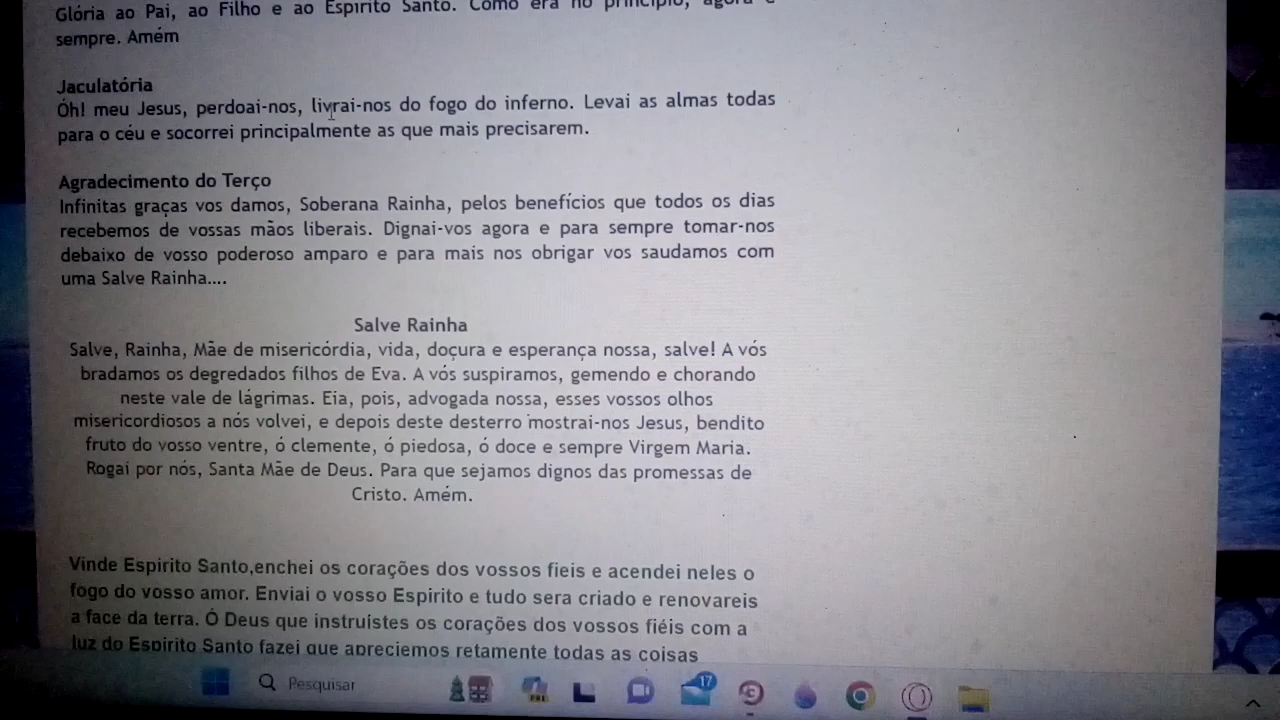 Glória ao Pai, ao Filho e ao Espírito Santo. Como era no princípio, agora e
sempre. Amém
Jaculatória
Óh! meu Jesus, perdoai-nos, livrai-nos do fogo do inferno. Levai as almas todas
para o céu e socorrei principalmente as que mais precisarem.
Agradecimento do Terço
Infinitas graças vos damos, Soberana Rainha, pelos benefícios que todos os dias
recebemos de vossas mãos liberais. Dignai-vos agora e para sempre tomar-nos
debaixo de vosso poderoso amparo e para mais nos obrigar vos saudamos com
uma Salve Rainha....
Salve Rainha
Salve, Rainha, Mãe de misericórdia, vida, doçura e esperança nossa, salve! A vós
bradamos os degredados filhos de Eva. A vós suspiramos, gemendo e chorando
neste vale de lágrimas. Eia, pois, advogada nossa, esses vossos olhos
misericordiosos a nós volvei, e depois deste desterro mostrai-nos Jesus, bendito
fruto do vosso ventre, ó clemente, ó piedosa, ó doce e sempre Virgem Maria.
Rogai por nós, Santa Mãe de Deus. Para que sejamos dignos das promessas de
Cristo. Amém.
Vinde Espirito Santo,enchei os corações dos vossos fieis e acendei neles o
fogo do vosso amor. Enviai o vosso Espirito e tudo sera criado e renovareis
a face da terra. Ó Deus que instruístes os corações dos vossos fiéis com a
luz do Espirito Santo fazei que apreciemos retamente todas as coisas
Pesquisar
17